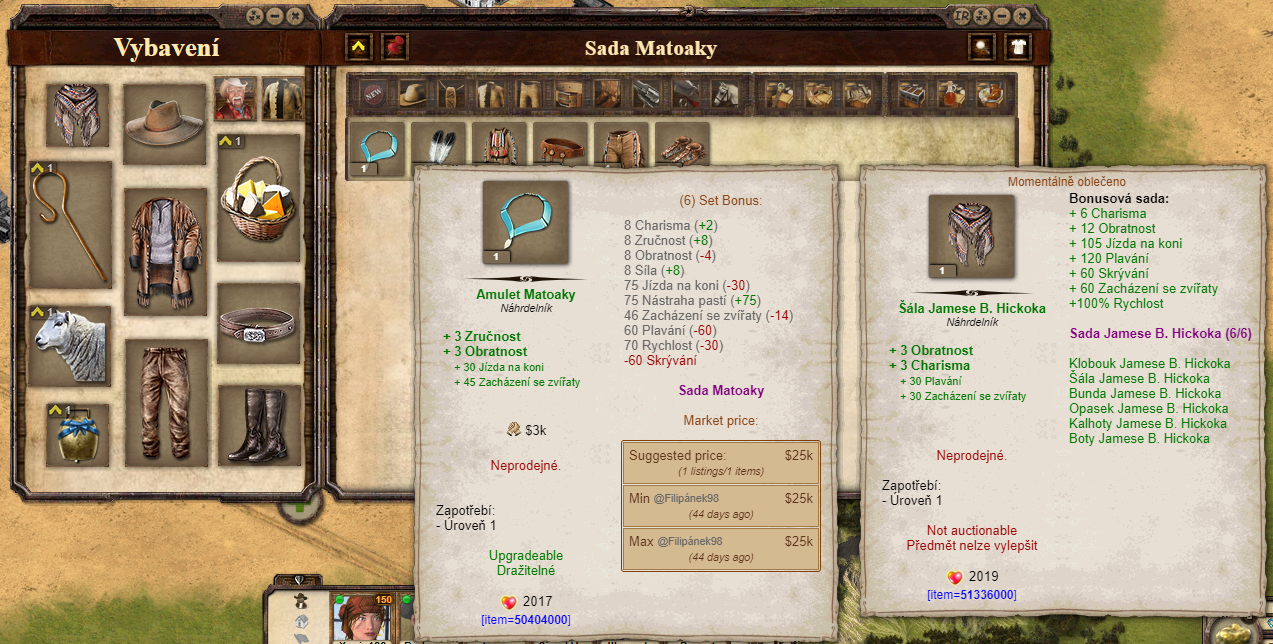 Vybavení
Sada Matoaky
IR
NEW
1
1
1
1
1
1
Amulet Matoaky
Náhrdelník
+ 3 Zručnost
+ 3 Obratnost
+ 30 Jízda na koni
+ 45 Zacházení se zvířaty
$3k
Neprodejné.
Zapotřebí:
- Úroveň 1
Upgradeable
Dražitelné
2017
[item=50404000]
(6) Set Bonus:
8 Charisma (+2)
8 Zručnost (+8)
8 Obratnost (-4)
8 Síla (+8)
75 Jízda na koni (-30)
75 Nástraha pastí (+75)
46 Zacházení se zvířaty (-14)
60 Plavání (-60)
70 Rychlost (-30)
-60 Skrývání
Sada Matoaky
Market price:
Suggested price: $25k
(1 listings/1 items)
Min @Filipánek98 $25k
(44 days ago)
Max @Filipánek98 $25k
(44 days ago)
Momentálně oblečeno
1
Šála Jamese B. Hickoka
Náhrdelník
+ 3 Obratnost
+ 3 Charisma
+ 30 Plavání
+ 30 Zacházení se zvířaty
Neprodejné.
Zapotřebí:
- Úroveň 1
Not auctionable
Předmět nelze vylepšit
2019
[item=51336000]
Bonusová sada:
+ 6 Charisma
+ 12 Obratnost
+ 105 Jízda na koni
+ 120 Plavání
+ 60 Skrývání
+ 60 Zacházení se zvířaty
+100% Rychlost
Sada Jamese B. Hickoka (6/6)
Klobouk Jamese B. Hickoka
Šála Jamese B. Hickoka
Bunda Jamese B. Hickoka
Opasek Jamese B. Hickoka
Kalhoty Jamese B. Hickoka
Boty Jamese B. Hickoka
150